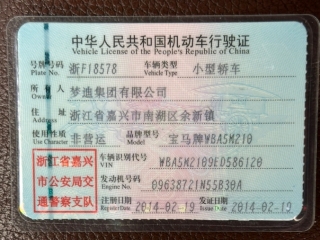 中华人民共和国机动车行驶证
Vehicle License of the People's Republic of China
号牌号码 浙F18578 车辆类型 小型轿车
Plate No. Vehicle Type
所有人 梦迪集团有限公司
Owner
住址 浙江省嘉兴市南湖区余新镇
Address
使用性质 非营运 品牌型号 宝马牌WBA5M210
Use Character Model
浙江省嘉兴
市公安局交
通警察支队
车辆识别代号 WBA5M2109ED586120
VIN
发动机号码 09638721N55B30A
Engine No.
注册日期 2014-02-19 发证日期 2014-02-19
Register Date Issue Date